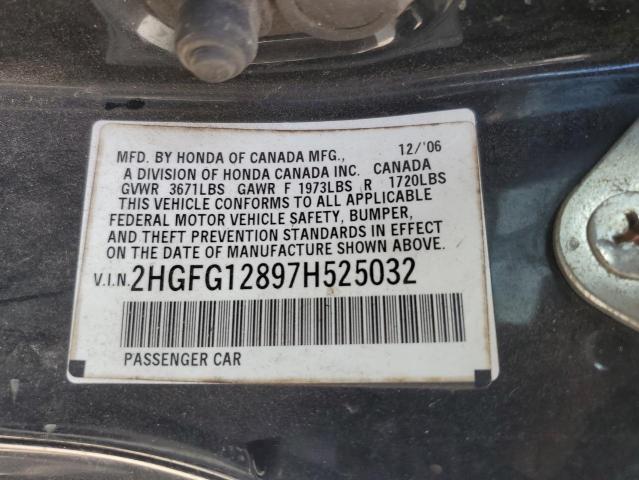 MFD. BY HONDA OF CANADA MFG., 12/'06
A DIVISION OF HONDA CANADA INC. CANADA
GVWR 3671LBS GAWR F 1973LBS R 1720LBS
THIS VEHICLE CONFORMS TO ALL APPLICABLE
FEDERAL MOTOR VEHICLE SAFETY, BUMPER,
AND THEFT PREVENTION STANDARDS IN EFFECT
ON THE DATE OF MANUFACTURE SHOWN ABOVE.
V.I.N. 2HGFG12897H525032
PASSENGER CAR